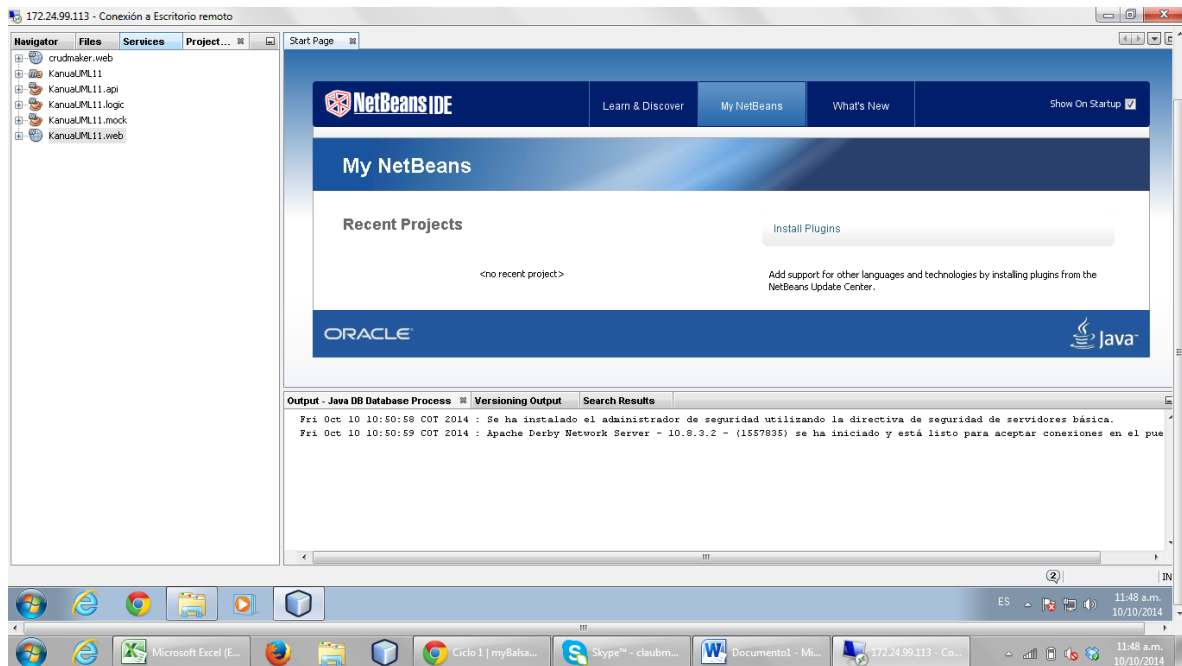 172.24.99.113 - Conexión a Escritorio remoto
Navigator Files Services Project...
crudmaker.web
KanuaUML11
KanuaUML11.api
KanuaUML11.logic
KanuaUML11.mock
KanuaUML11.web
Start Page
NetBeans IDE
Learn & Discover
My NetBeans
What's New
Show On Startup
My NetBeans
Recent Projects
<no recent project>
Install Plugins
Add support for other languages and technologies by installing plugins from the
NetBeans Update Center.
ORACLE
Java
Output - Java DB Database Process Versioning Output Search Results
Fri Oct 10 10:50:58 COT 2014 : Se ha instalado el administrador de seguridad utilizando la directiva de seguridad de servidores básica.
Fri Oct 10 10:50:59 COT 2014 : Apache Derby Network Server - 10.8.3.2 - (1557835) se ha iniciado y está listo para aceptar conexiones en el pue
2
IN
ES
11:48 a.m.
10/10/2014
Microsoft Excel (E...
Ciclo 1 | myBalsa...
Skype™ - claubm...
Documento1 - Mi...
172.24.99.113 - Co...
11:48 a.m.
10/10/2014